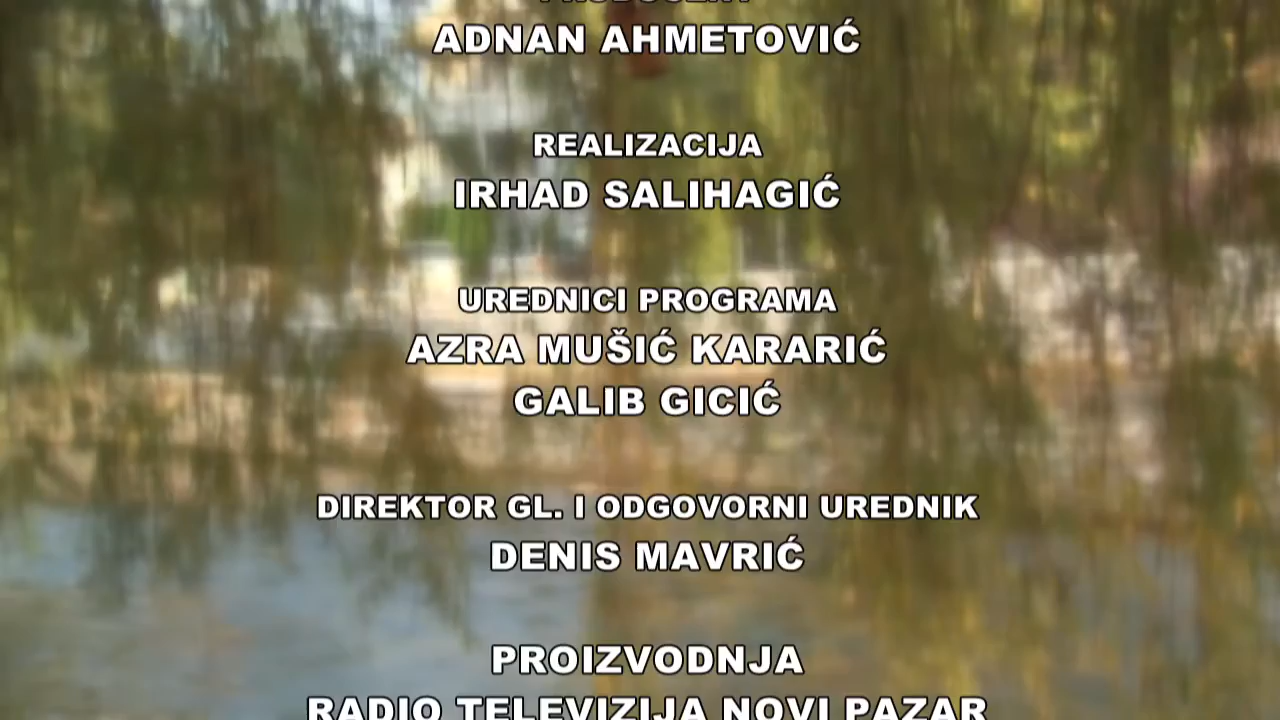 PRODUCENT
ADNAN AHMETOVIĆ
REALIZACIJA
IRHAD SALIHAGIĆ
UREDNICI PROGRAMA
AZRA MUŠIĆ KARARIĆ
GALIB GICIĆ
DIREKTOR GL. I ODGOVORNI UREDNIK
DENIS MAVRIĆ
PROIZVODNJA
RADIO TELEVIZIJA NOVI PAZAR